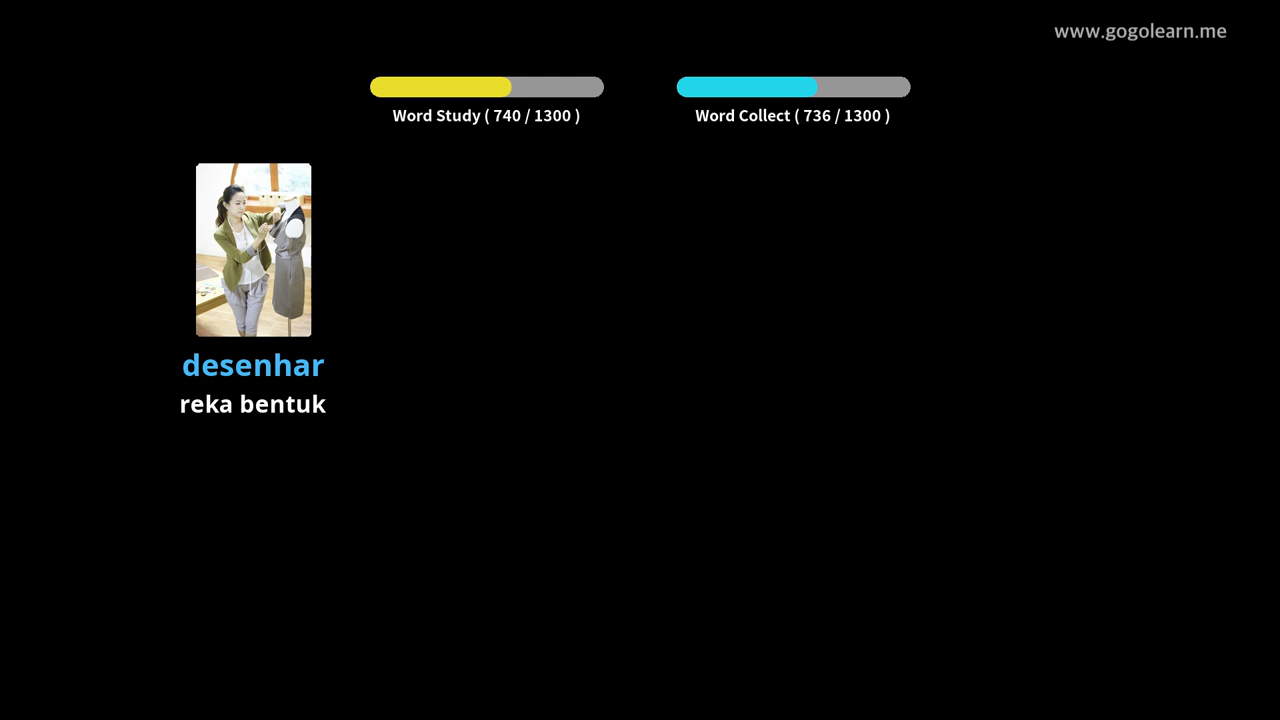 www.gogolearn.me
Word Study ( 740 / 1300 )
Word Collect ( 736 / 1300 )
desenhar
reka bentuk